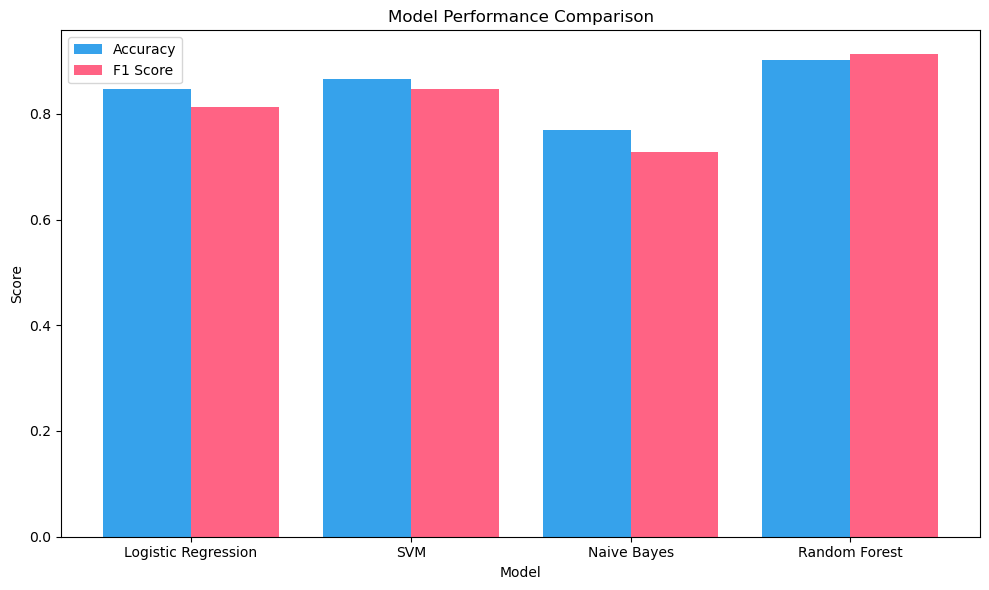 Model Performance Comparison
Accuracy
F1 Score
0.8
0.6
0.4
0.2
0.0
Score
Logistic Regression
SVM
Naive Bayes
Random Forest
Model